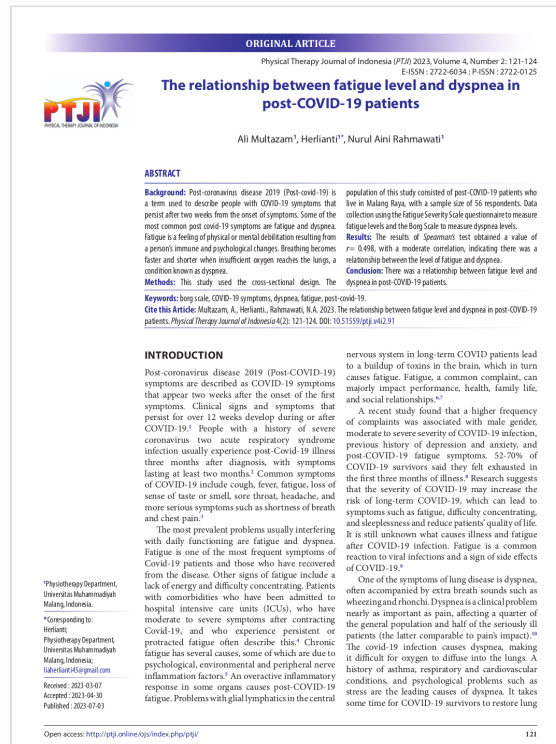 ORIGINAL ARTICLE
Physical Therapy Journal of Indonesia (PTJI) 2023, Volume 4, Number 2: 121-124
E-ISSN : 2722-6034 ; P-ISSN : 2722-0125
PTJI
PHYSICAL THERAPY JOURNAL OF INDONESIA
The relationship between fatigue level and dyspnea in
post-COVID-19 patients
Ali Multazam¹, Herlianti¹*, Nurul Aini Rahmawati¹
ABSTRACT
Background: Post-coronavirus disease 2019 (Post-covid) is
a term used to describe people with COVID-19 symptoms that
persist after two weeks from the onset of symptoms. Some of the
most common post covid symptoms are fatigue and dyspnea.
Fatigue is a feeling of physical or mental debilitation resulting from
a person's immune and psychological changes. Breathing becomes
faster and shorter when insufficient oxygen reaches the lungs, a
condition known as dyspnea.
Methods: This study used the cross-sectional design. The
population of this study consisted of post-COVID-19 patients who
live in Malang Raya, with a sample size of 56 respondents. Data
collection using the Fatigue Severity Scale questionnaire to measure
fatigue levels and the Borg Scale to measure dyspnea levels.
Results: The results of Spearman's test obtained a value of
r= 0.498, with a moderate correlation, indicating there was a
relationship between the level of fatigue and dyspnea.
Conclusion: There was a relationship between fatigue level and
dyspnea in post-COVID-19 patients.
Keywords: borg scale, COVID-19 symptoms, dyspnea, fatigue, post-covid-19.
Cite this Article: Multazam, A., Herlianti., Rahmawati, N.A. 2023. The relationship between fatigue level and dyspnea in post-COVID-19
patients. Physical Therapy Journal of Indonesia 4(2): 121-124. DOI: 10.51559/ptji.v4i2.91
INTRODUCTION
Post-coronavirus disease 2019 (Post-COVID-19)
symptoms are described as COVID-19 symptoms
that appear two weeks after the onset of the first
symptoms. Clinical signs and symptoms that
persist for over 12 weeks develop during or after
COVID-19.¹ People with a history of severe
coronavirus two acute respiratory syndrome
infection usually experience post-Covid-19 illness
three months after diagnosis, with symptoms
lasting at least two months.² Common symptoms
of COVID-19 include cough, fever, fatigue, loss of
sense of taste or smell, sore throat, headache, and
more serious symptoms such as shortness of breath
and chest pain.³
The most prevalent problems usually interfering
with daily functioning are fatigue and dyspnea.
Fatigue is one of the most frequent symptoms of
Covid-19 patients and those who have recovered
from the disease. Other signs of fatigue include a
lack of energy and difficulty concentrating. Patients
with comorbidities who have been admitted to
hospital intensive care units (ICUs), who have
moderate to severe symptoms after contracting
Covid-19, and who experience persistent or
protracted fatigue often describe this.⁴ Chronic
fatigue has several causes, some of which are due to
psychological, environmental and peripheral nerve
inflammation factors.⁵ An overactive inflammatory
response in some organs causes post-COVID-19
fatigue. Problems with glial lymphatics in the central
nervous system in long-term COVID patients lead
to a buildup of toxins in the brain, which in turn
causes fatigue. Fatigue, a common complaint, can
majorly impact performance, health, family life,
and social relationships.⁶,⁷
A recent study found that a higher frequency
of complaints was associated with male gender,
moderate to severe severity of COVID-19 infection,
previous history of depression and anxiety, and
post-COVID-19 fatigue symptoms. 52-70% of
COVID-19 survivors said they felt exhausted in
the first three months of illness.⁸ Research suggests
that the severity of COVID-19 may increase the
risk of long-term COVID-19, which can lead to
symptoms such as fatigue, difficulty concentrating,
and sleeplessness and reduce patients' quality of life.
It is still unknown what causes illness and fatigue
after COVID-19 infection. Fatigue is a common
reaction to viral infections and a sign of side effects
of COVID-19.⁹
One of the symptoms of lung disease is dyspnea,
often accompanied by extra breath sounds such as
wheezing and rhonchi. Dyspnea is a clinical problem
nearly as important as pain, affecting a quarter of
the general population and half of the seriously ill
patients (the latter comparable to pain's impact).¹⁰
The covid-19 infection causes dyspnea, making
it difficult for oxygen to diffuse into the lungs. A
history of asthma, respiratory and cardiovascular
conditions, and psychological problems such as
stress are the leading causes of dyspnea. It takes
some time for COVID-19 survivors to restore lung
¹Physiotherapy Department,
Universitas Muhammadiyah
Malang, Indonesia.
*Corresponding to:
Herlianti;
Physiotherapy Department,
Universitas Muhammadiyah
Malang, Indonesia;
liaherlianti45@gmail.com
Received : 2023-03-07
Accepted : 2023-04-30
Published : 2023-07-03
Open access: http://ptji.online/ojs/index.php/ptji/
121